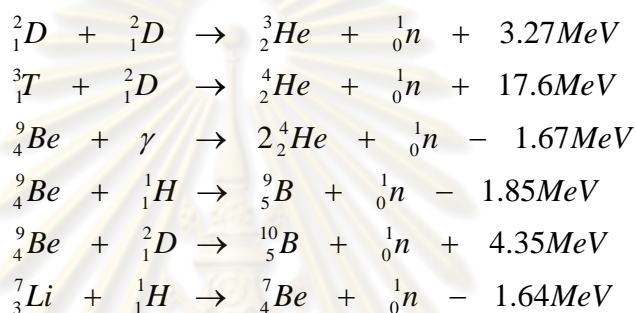 ²₁D + ²₁D → ³₂He + ¹₀n + 3.27MeV
³₁T + ²₁D → ⁴₂He + ¹₀n + 17.6MeV
⁹₄Be + γ → 2⁴₂He + ¹₀n - 1.67MeV
⁹₄Be + ¹₁H → ⁹₅B + ¹₀n - 1.85MeV
⁹₄Be + ²₁D → ¹⁰₅B + ¹₀n + 4.35MeV
⁷₃Li + ¹₁H → ⁷₄Be + ¹₀n - 1.64MeV